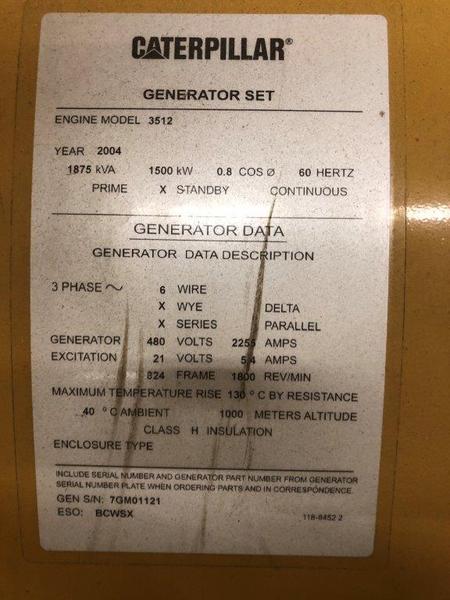 CATERPILLAR®
GENERATOR SET
ENGINE MODEL 3512
YEAR 2004
1875 kVA 1500 kW 0.8 COS Ø 60 HERTZ
PRIME X STANDBY CONTINUOUS
GENERATOR DATA
GENERATOR DATA DESCRIPTION
3 PHASE ～ 6 WIRE
X WYE DELTA
X SERIES PARALLEL
GENERATOR 480 VOLTS 2255 AMPS
EXCITATION 21 VOLTS 5.4 AMPS
824 FRAME 1800 REV/MIN
MAXIMUM TEMPERATURE RISE 130 º C BY RESISTANCE
40 º C AMBIENT 1000 METERS ALTITUDE
CLASS H INSULATION
ENCLOSURE TYPE
INCLUDE SERIAL NUMBER AND GENERATOR PART NUMBER FROM GENERATOR
SERIAL NUMBER PLATE WHEN ORDERING PARTS AND IN CORRESPONDENCE.
GEN S/N: 7GM01121
ESO: BCWSX 118-8452 2